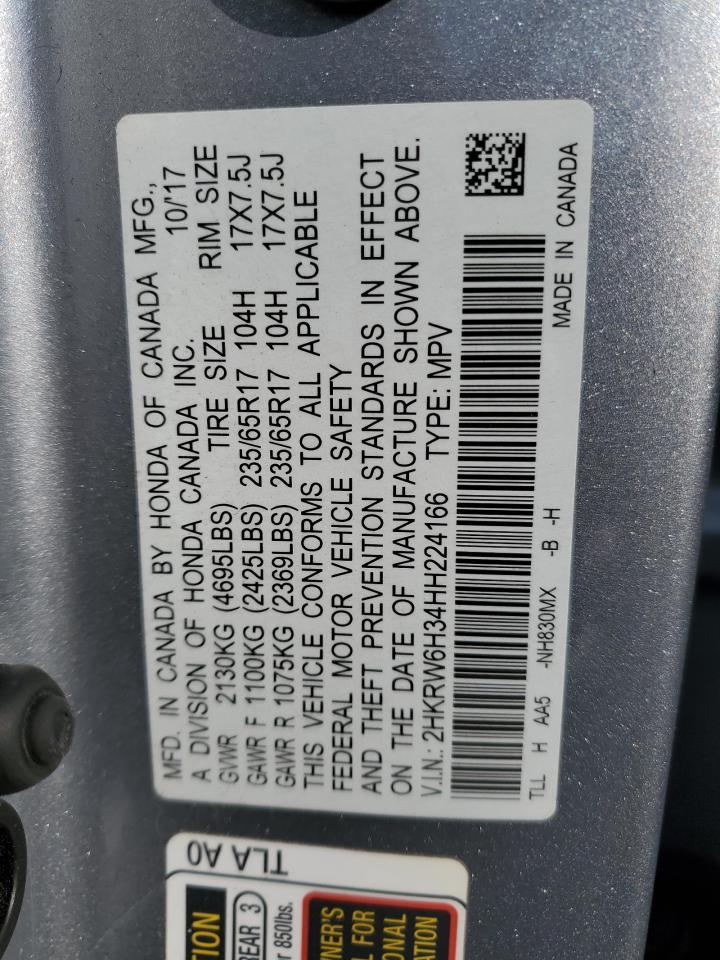 MFD. IN CANADA BY HONDA OF CANADA MFG.,
A DIVISION OF HONDA CANADA INC. 10/'17
GVWR 2130KG (4695LBS) TIRE SIZE RIM SIZE
GAWR F 1100KG (2425LBS) 235/65R17 104H 17X7.5J
GAWR R 1075KG (2369LBS) 235/65R17 104H 17X7.5J
THIS VEHICLE CONFORMS TO ALL APPLICABLE
FEDERAL MOTOR VEHICLE SAFETY
AND THEFT PREVENTION STANDARDS IN EFFECT
ON THE DATE OF MANUFACTURE SHOWN ABOVE.
V.I.N.: 2HKRW6H34HH224166 TYPE: MPV
TLL H AA5 -NH830MX -B -H
MADE IN CANADA
TLA A0
TION
REAR 3
r 850lbs.
NER'S
L FOR
ONAL
ATION